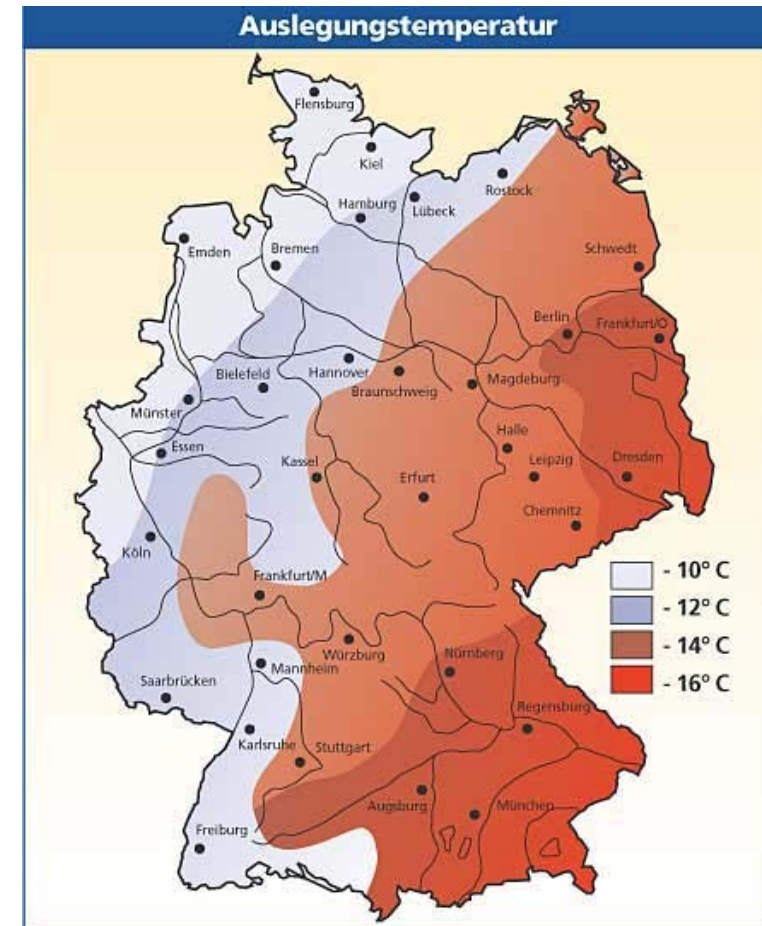 Auslegungstemperatur
Flensburg
Kiel
Hamburg
Lübeck
Rostock
Emden
Bremen
Schwedt
Berlin
Frankfurt/O
Bielefeld
Hannover
Braunschweig
Magdeburg
Münster
Essen
Kassel
Halle
Leipzig
Dresden
Erfurt
Chemnitz
Köln
Frankfurt/M
- 10° C
- 12° C
- 14° C
- 16° C
Würzburg
Nürnberg
Mannheim
Saarbrücken
Regensburg
Karlsruhe
Stuttgart
Augsburg
München
Freiburg